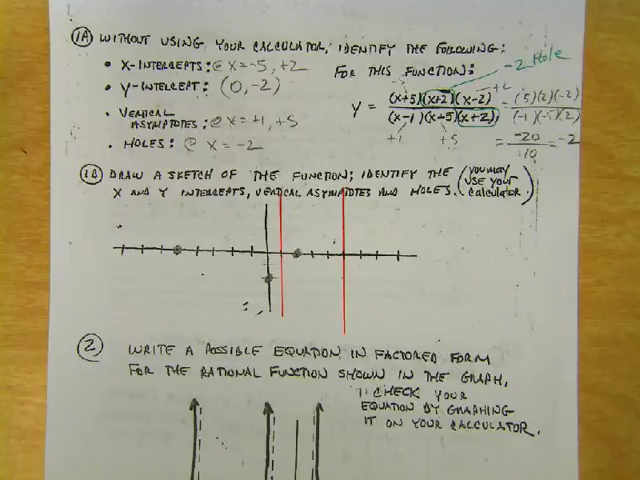 1A WITHOUT USING YOUR CALCULATOR, IDENTIFY THE FOLLOWING:
• X-INTERCEPTS: @ X = -5, +2
FOR THIS FUNCTION:
-2 Hole
• Y-INTERCEPT: (0, -2)
Y = (X+5)(X+2)(X-2) / (X-1)(X-5)(X+2) = (5)(2)(-2) / (-1)(-5)(2)
-5
+2
+1
+5
= -20/10 = -2
• VERTICAL
ASYMPTOTES: @ X = +1, +5
• HOLES: @ X = -2
1B DRAW A SKETCH OF THE FUNCTION; IDENTIFY THE
X AND Y INTERCEPTS, VERTICAL ASYMPTOTES AND HOLES.
(YOU MAY
USE YOUR
CALCULATOR.)
2 WRITE A POSSIBLE EQUATION IN FACTORED FORM
FOR THE RATIONAL FUNCTION SHOWN IN THE GRAPH,
CHECK YOUR
EQUATION BY GRAPHING
IT ON YOUR CALCULATOR.